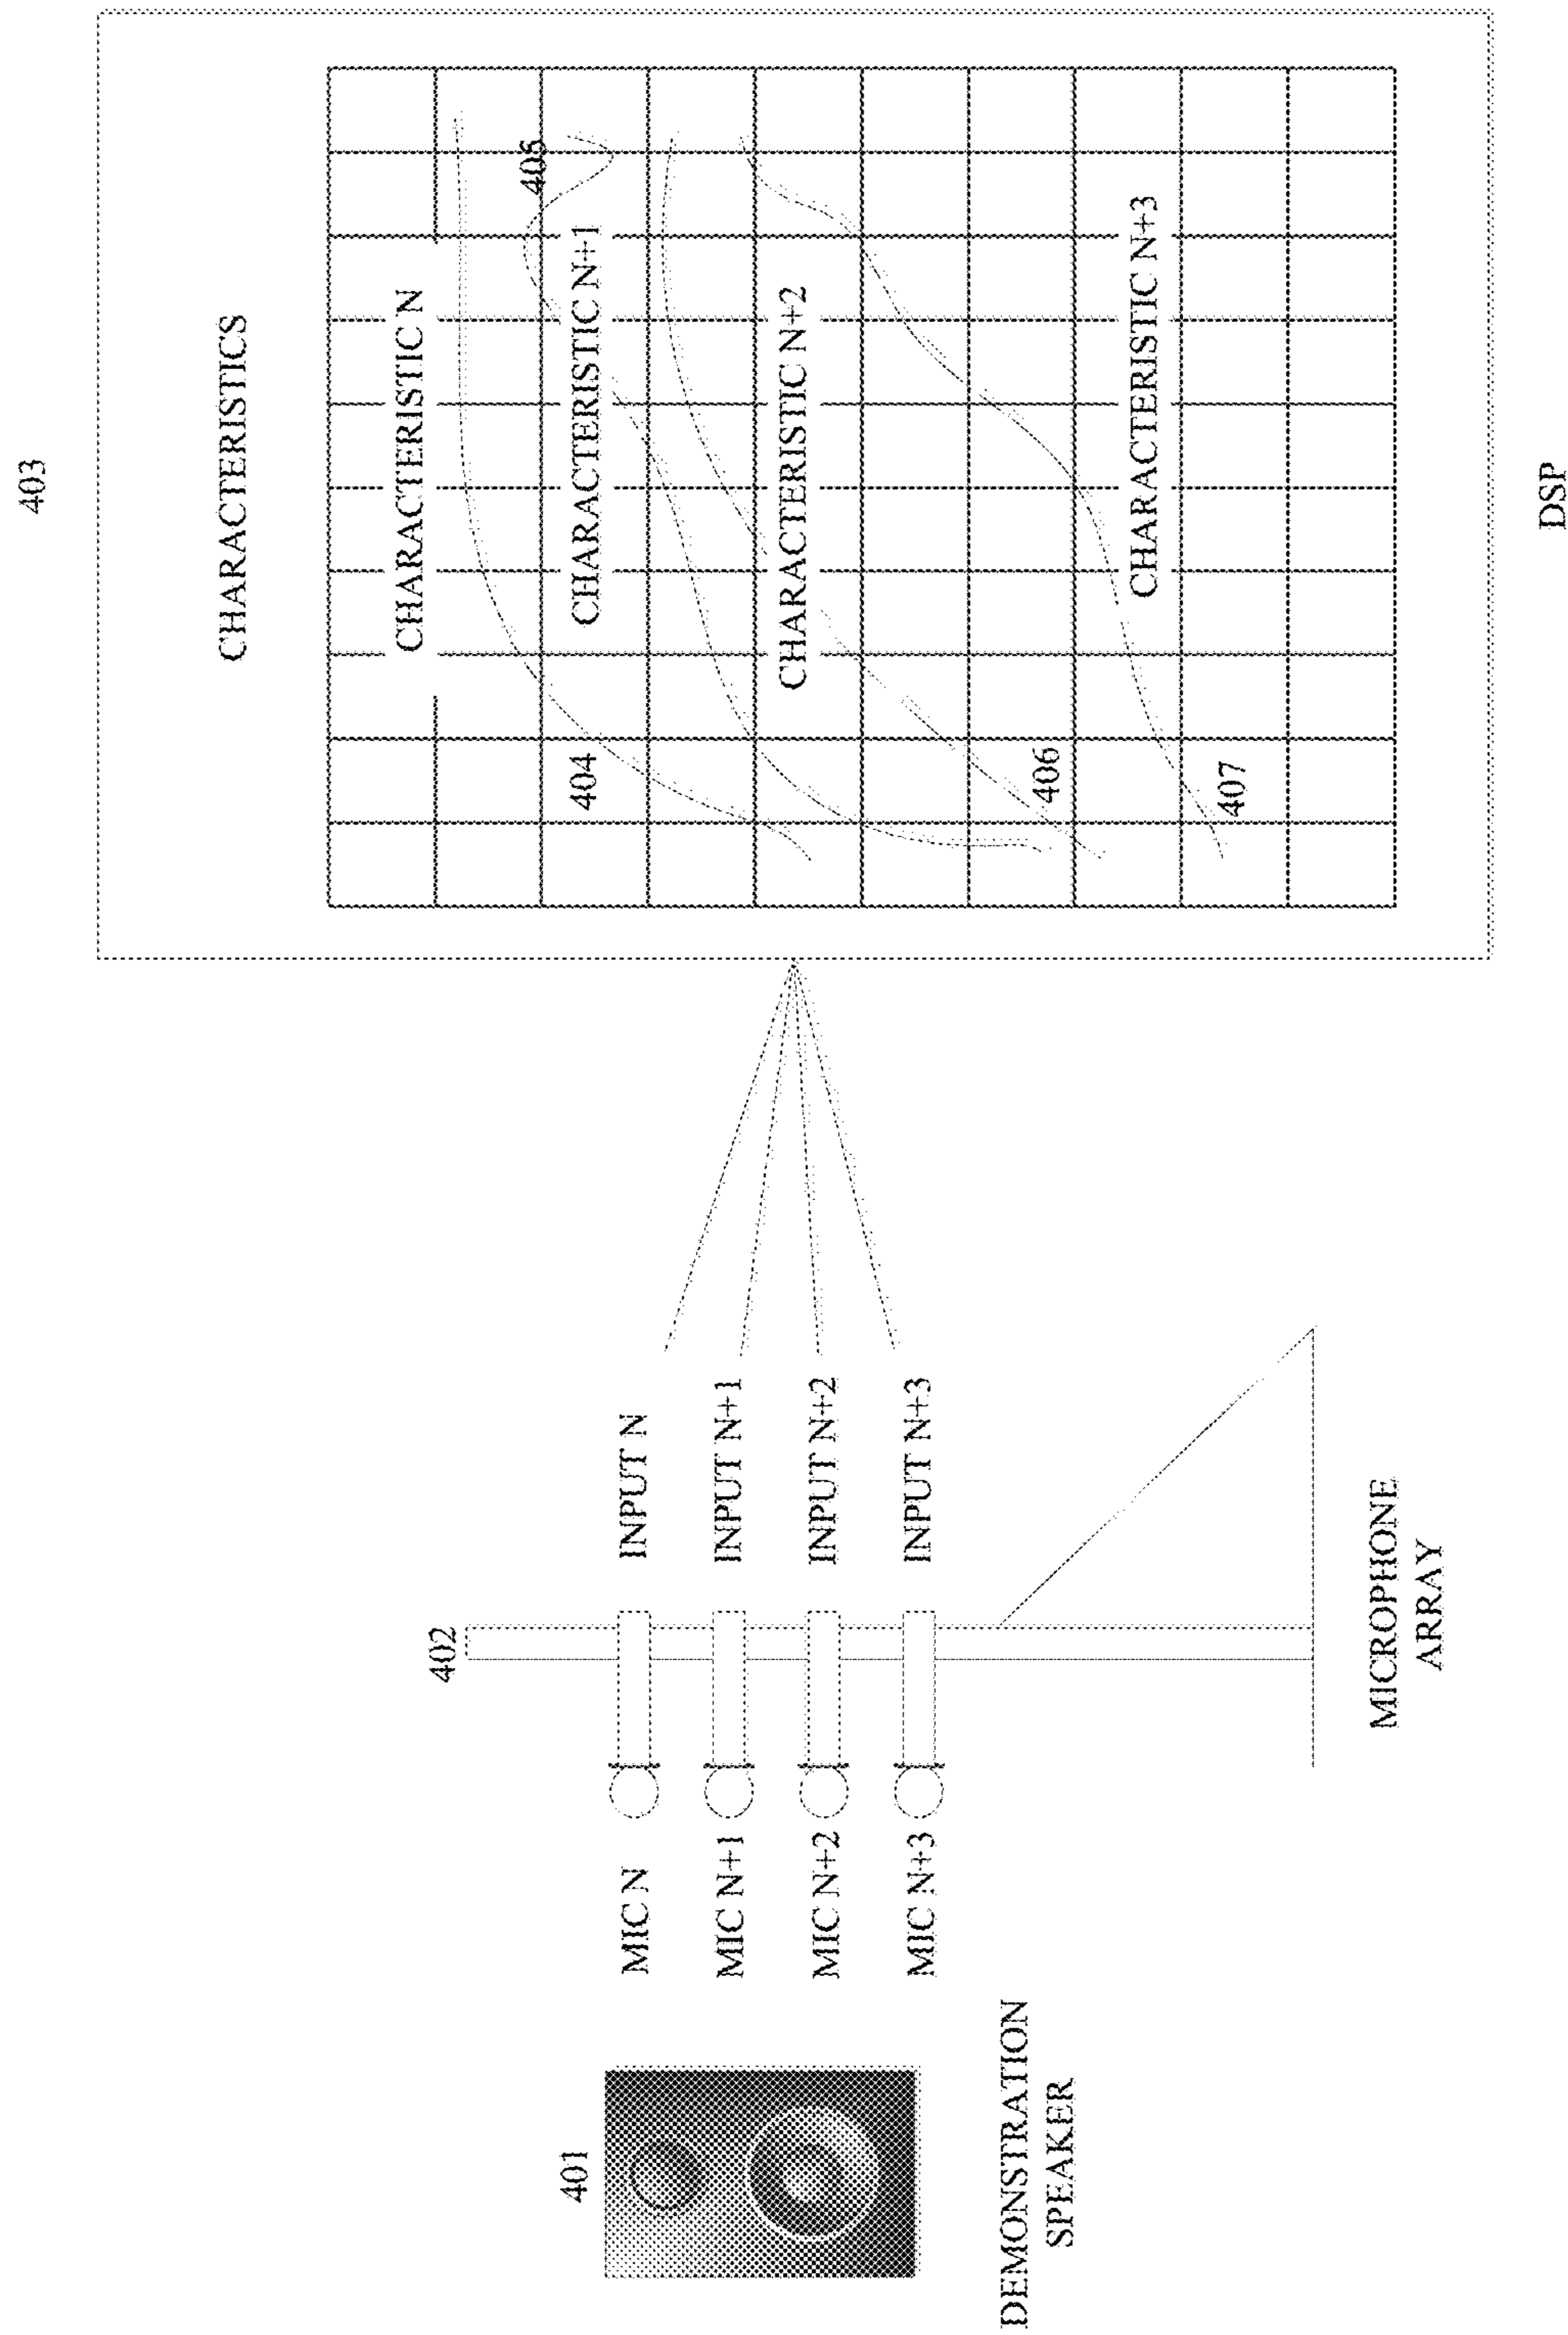 403
CHARACTERISTICS
CHARACTERISTIC N
405
CHARACTERISTIC N+1
404
CHARACTERISTIC N+2
406
CHARACTERISTIC N+3
407
DSP
402
INPUT N
INPUT N+1
INPUT N+2
INPUT N+3
MIC N
MIC N+1
MIC N+2
MIC N+3
MICROPHONE
ARRAY
401
DEMONSTRATION
SPEAKER